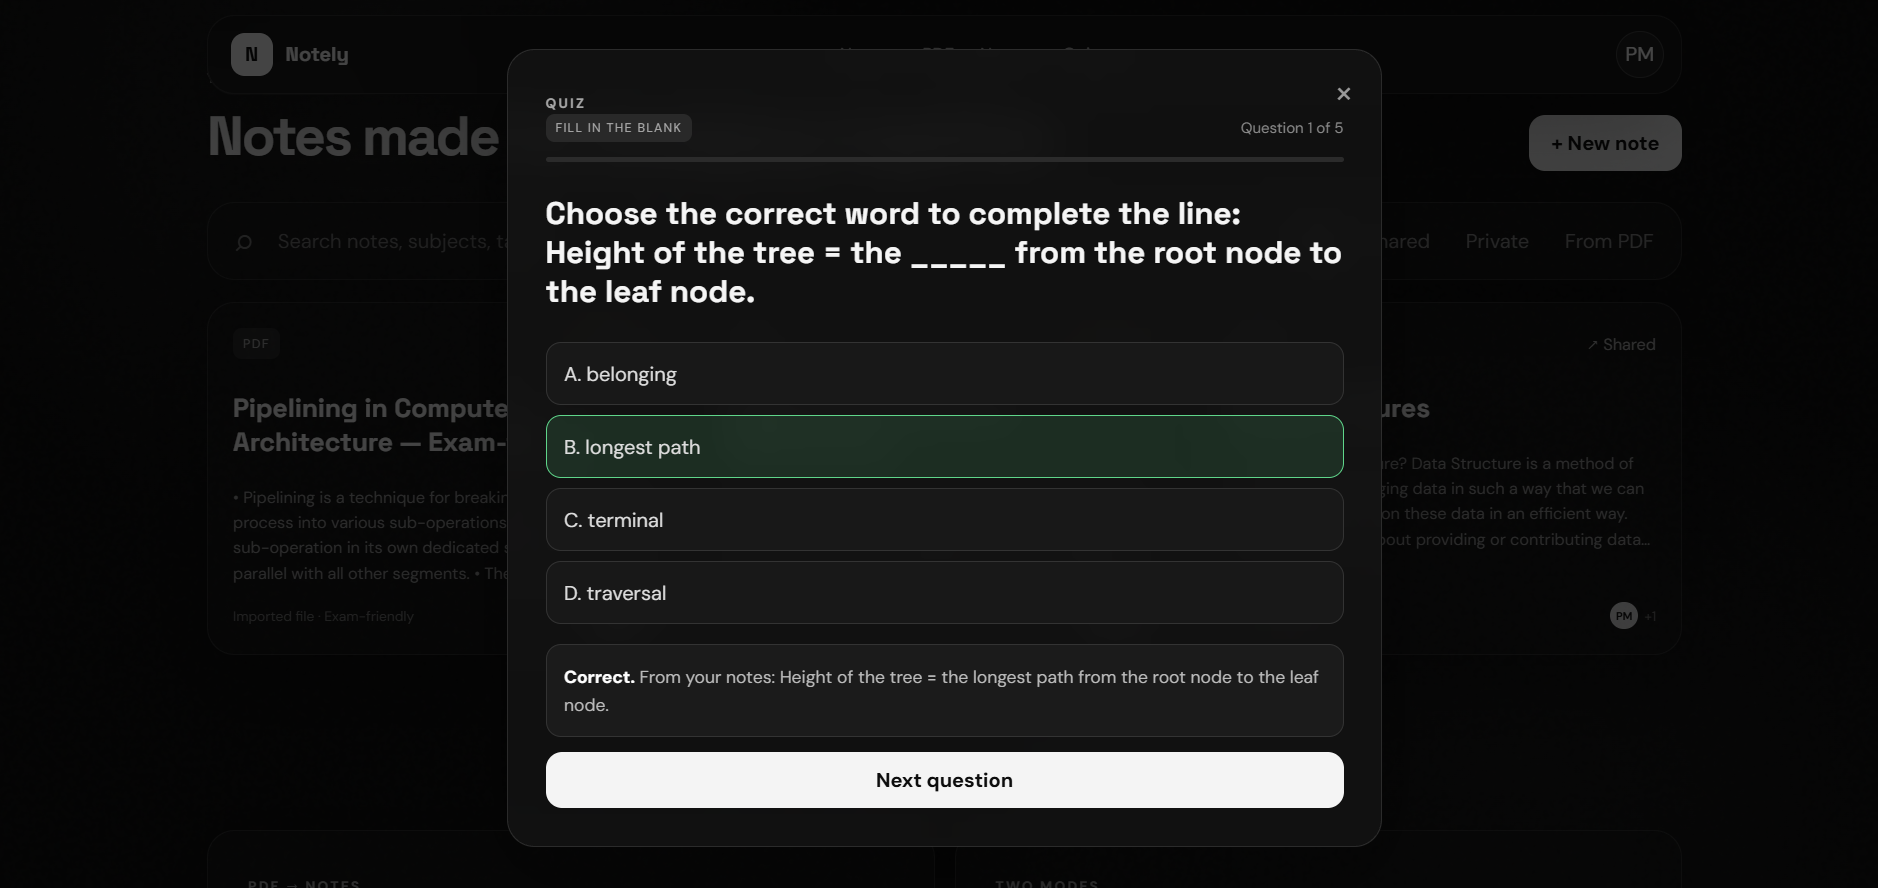 N Notely
PM
Notes made
+ New note
Search notes, subjects, ta
hared Private From PDF
QUIZ
FILL IN THE BLANK
Question 1 of 5
×
Choose the correct word to complete the line:
Height of the tree = the _____ from the root node to
the leaf node.
A. belonging
B. longest path
C. terminal
D. traversal
Correct. From your notes: Height of the tree = the longest path from the root node to the leaf
node.
Next question
PDF
Pipelining in Compute
Architecture — Exam-
• Pipelining is a technique for breakin
process into various sub-operations
sub-operation in its own dedicated s
parallel with all other segments. • The
Imported file · Exam-friendly
↗ Shared
ures
re? Data Structure is a method of
ging data in such a way that we can
on these data in an efficient way.
out providing or contributing data...
PM +1
PDF → NOTES
TWO MODES